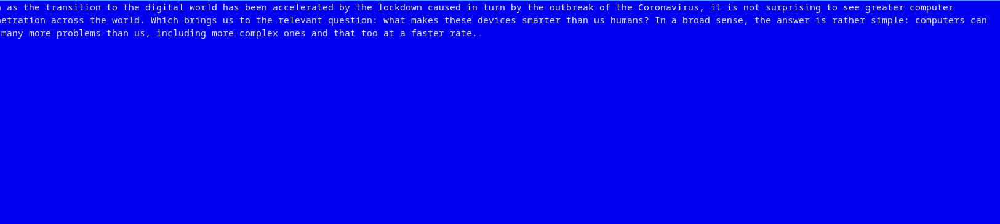 as the transition to the digital world has been accelerated by the lockdown caused in turn by the outbreak of the Coronavirus, it is not surprising to see greater computer
etration across the world. Which brings us to the relevant question: what makes these devices smarter than us humans? In a broad sense, the answer is rather simple: computers can
many more problems than us, including more complex ones and that too at a faster rate..